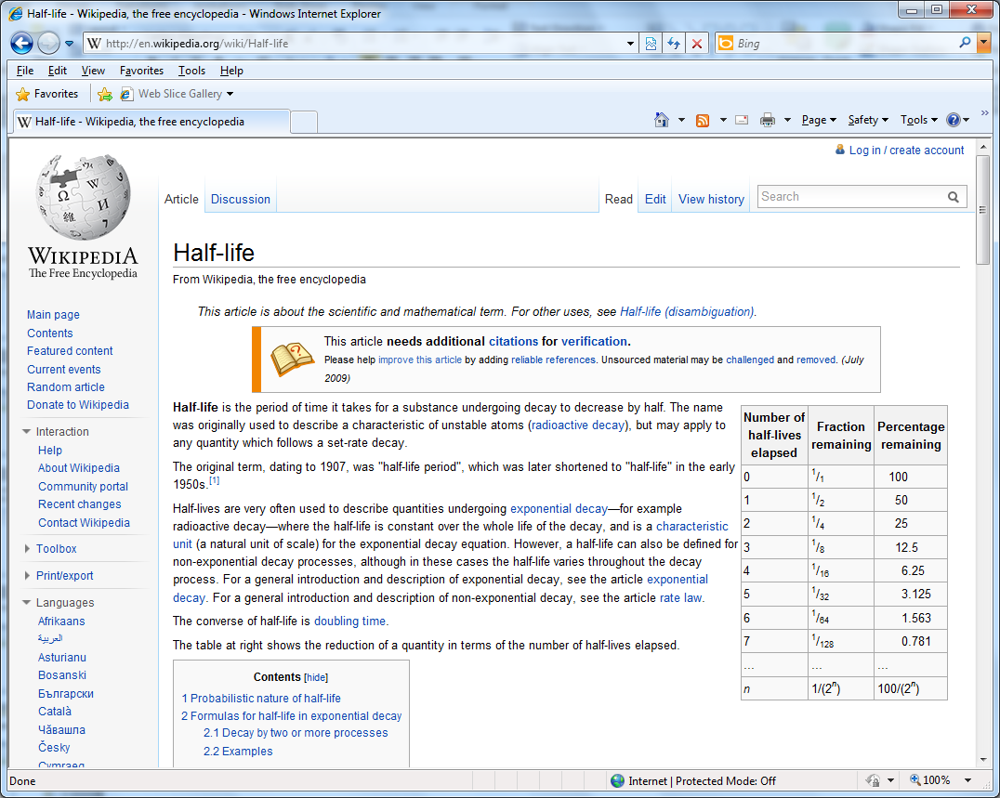 Half-life - Wikipedia, the free encyclopedia - Windows Internet Explorer
W http://en.wikipedia.org/wiki/Half-life
Bing
File Edit View Favorites Tools Help
Favorites Web Slice Gallery
W Half-life - Wikipedia, the free encyclopedia
Page Safety Tools
Log in / create account
Article Discussion Read Edit View history Search
WIKIPEDIA
The Free Encyclopedia
Main page
Contents
Featured content
Current events
Random article
Donate to Wikipedia
Interaction
Help
About Wikipedia
Community portal
Recent changes
Contact Wikipedia
Toolbox
Print/export
Languages
Afrikaans
العربية
Asturianu
Bosanski
Български
Català
Чӑвашла
Česky
Cymraeg
Half-life
From Wikipedia, the free encyclopedia
This article is about the scientific and mathematical term. For other uses, see Half-life (disambiguation).
This article needs additional citations for verification.
Please help improve this article by adding reliable references. Unsourced material may be challenged and removed. (July
2009)
Half-life is the period of time it takes for a substance undergoing decay to decrease by half. The name
was originally used to describe a characteristic of unstable atoms (radioactive decay), but may apply to
any quantity which follows a set-rate decay.
The original term, dating to 1907, was "half-life period", which was later shortened to "half-life" in the early
1950s.[1]
Half-lives are very often used to describe quantities undergoing exponential decay—for example
radioactive decay—where the half-life is constant over the whole life of the decay, and is a characteristic
unit (a natural unit of scale) for the exponential decay equation. However, a half-life can also be defined for
non-exponential decay processes, although in these cases the half-life varies throughout the decay
process. For a general introduction and description of exponential decay, see the article exponential
decay. For a general introduction and description of non-exponential decay, see the article rate law.
The converse of half-life is doubling time.
The table at right shows the reduction of a quantity in terms of the number of half-lives elapsed.
Number of half-lives elapsed Fraction remaining Percentage remaining
0 1/1 100
1 1/2 50
2 1/4 25
3 1/8 12.5
4 1/16 6.25
5 1/32 3.125
6 1/64 1.563
7 1/128 0.781
... ... ...
n 1/(2ⁿ) 100/(2ⁿ)
Contents [hide]
1 Probabilistic nature of half-life
2 Formulas for half-life in exponential decay
2.1 Decay by two or more processes
2.2 Examples
Done Internet | Protected Mode: Off 100%